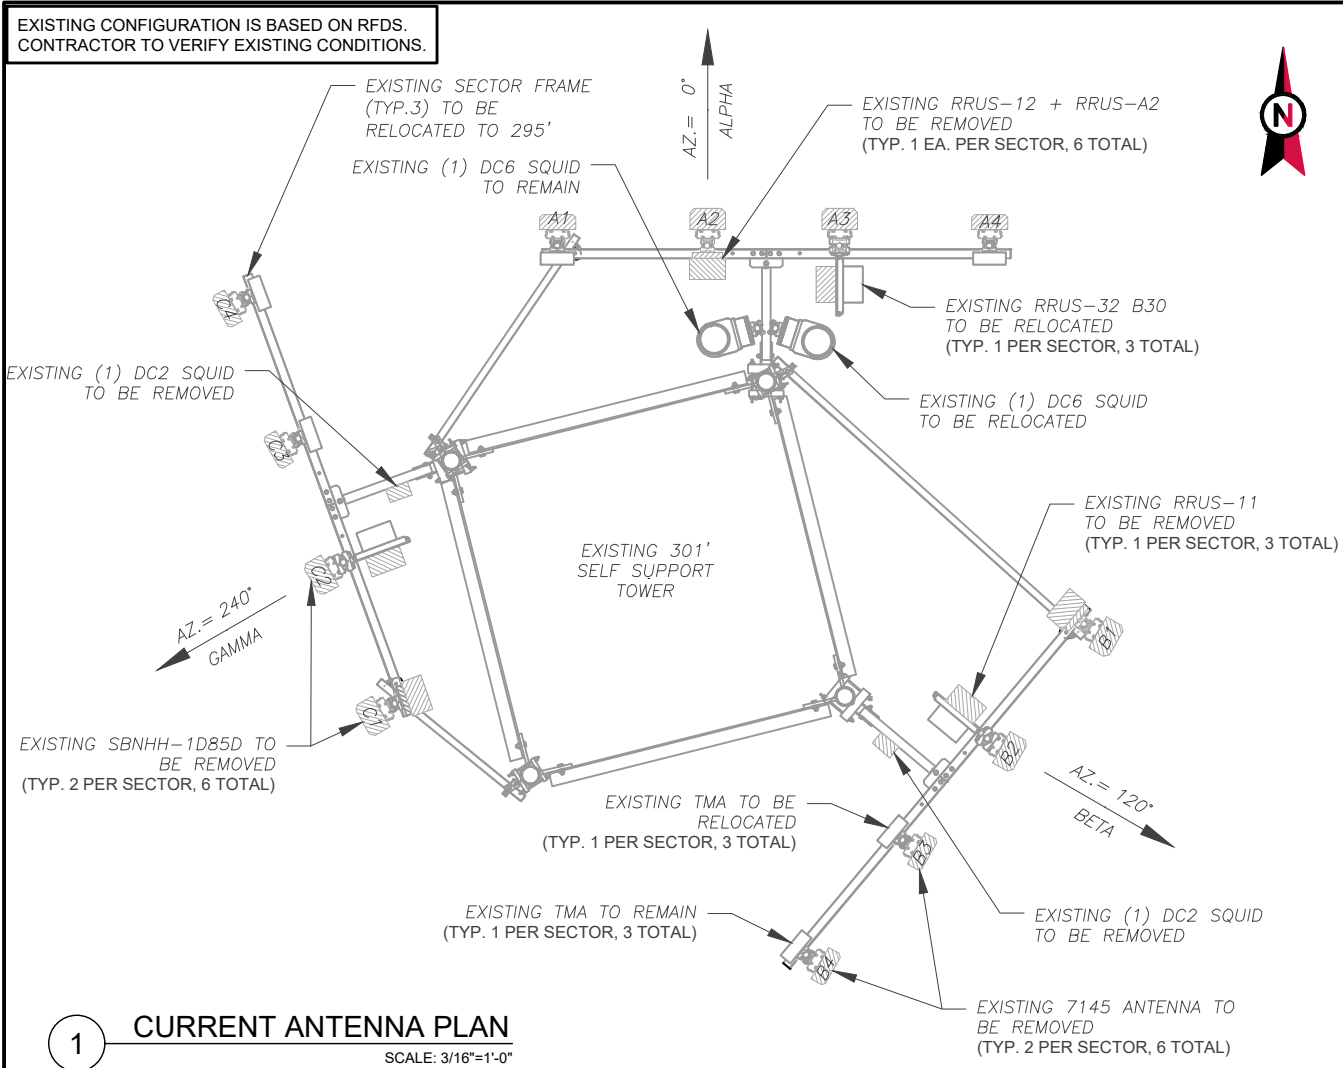 EXISTING CONFIGURATION IS BASED ON RFDS.
CONTRACTOR TO VERIFY EXISTING CONDITIONS.
EXISTING SECTOR FRAME
(TYP.3) TO BE
RELOCATED TO 295'
EXISTING (1) DC6 SQUID
TO REMAIN
AZ.= 0°
ALPHA
EXISTING RRUS-12 + RRUS-A2
TO BE REMOVED
(TYP. 1 EA. PER SECTOR, 6 TOTAL)
N
A1
A2
A3
A4
EXISTING RRUS-32 B30
TO BE RELOCATED
(TYP. 1 PER SECTOR, 3 TOTAL)
C4
EXISTING (1) DC2 SQUID
TO BE REMOVED
EXISTING (1) DC6 SQUID
TO BE RELOCATED
C3
EXISTING RRUS-11
TO BE REMOVED
(TYP. 1 PER SECTOR, 3 TOTAL)
EXISTING 301'
SELF SUPPORT
TOWER
C2
AZ.= 240°
GAMMA
B1
C1
EXISTING SBNHH-1D85D TO
BE REMOVED
(TYP. 2 PER SECTOR, 6 TOTAL)
B2
AZ.= 120°
BETA
EXISTING TMA TO BE
RELOCATED
(TYP. 1 PER SECTOR, 3 TOTAL)
B3
EXISTING TMA TO REMAIN
(TYP. 1 PER SECTOR, 3 TOTAL)
B4
EXISTING (1) DC2 SQUID
TO BE REMOVED
EXISTING 7145 ANTENNA TO
BE REMOVED
(TYP. 2 PER SECTOR, 6 TOTAL)
1
CURRENT ANTENNA PLAN
SCALE: 3/16"=1'-0"